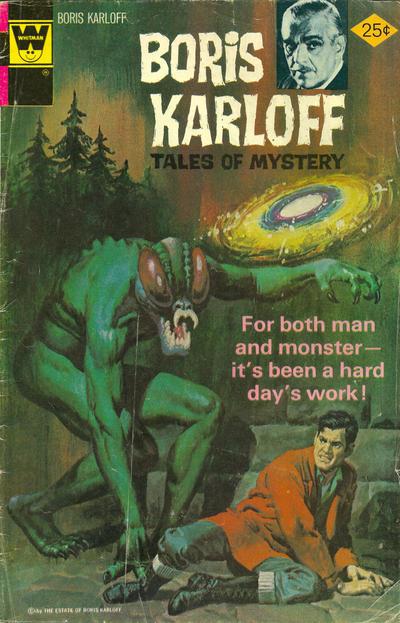 WHITMAN
BORIS KARLOFF
BORIS
KARLOFF
TALES OF MYSTERY
25¢
For both man
and monster—
it's been a hard
day's work!
©by THE ESTATE OF BORIS KARLOFF